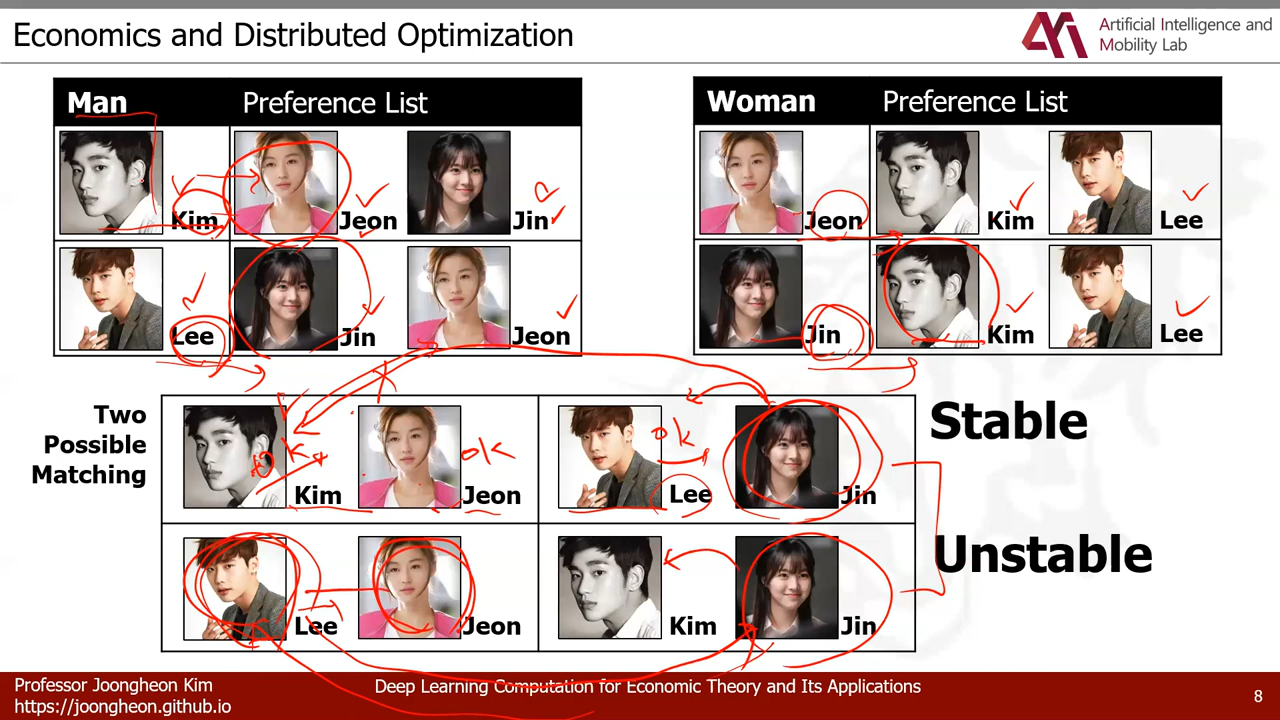 Economics and Distributed Optimization
Artificial Intelligence and
Mobility Lab
Man Preference List
Kim Jeon Jin
Lee Jin Jeon
Woman Preference List
Jeon Kim Lee
Jin Kim Lee
Two
Possible
Matching
ok Kim ok Jeon ok Lee Jin
Lee Jeon Kim Jin
Stable
Unstable
Professor Joongheon Kim
https://joongheon.github.io
Deep Learning Computation for Economic Theory and Its Applications
8